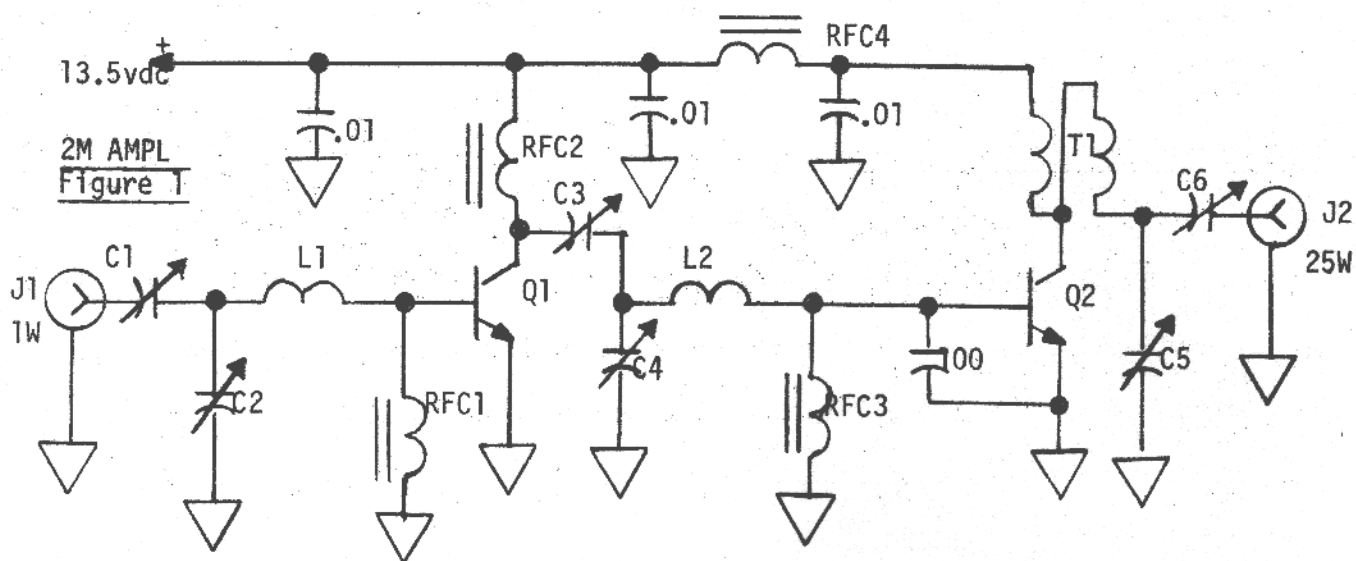 +
13.5vdc
RFC4
.01
.01
.01
2M AMPL
Figure 1
RFC2
T1
C3
C6
J2
25W
C1
L1
L2
J1
1W
Q1
Q2
C2
RFC1
C4
RFC3
100
C5